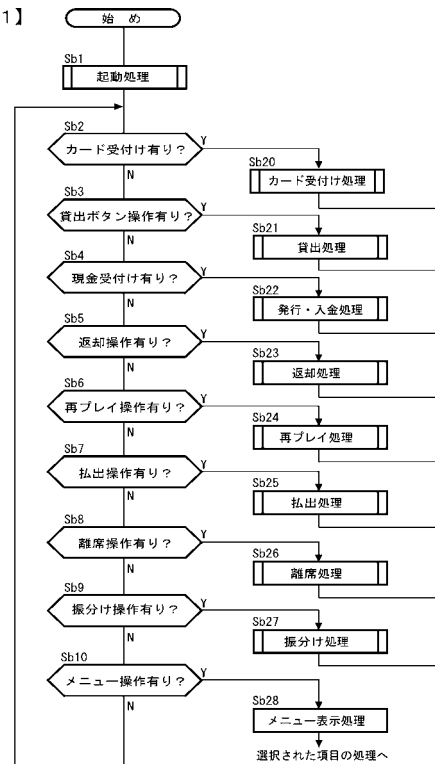 1】
始 め
Sb1
起動処理
Sb2
カード受付け有り？
Y
N
Sb20
カード受付け処理
Sb3
貸出ボタン操作有り？
Y
N
Sb21
貸出処理
Sb4
現金受付け有り？
Y
N
Sb22
発行・入金処理
Sb5
返却操作有り？
Y
N
Sb23
返却処理
Sb6
再プレイ操作有り？
Y
N
Sb24
再プレイ処理
Sb7
払出操作有り？
Y
N
Sb25
払出処理
Sb8
離席操作有り？
Y
N
Sb26
離席処理
Sb9
振分け操作有り？
Y
N
Sb27
振分け処理
Sb10
メニュー操作有り？
Y
N
Sb28
メニュー表示処理
選択された項目の処理へ